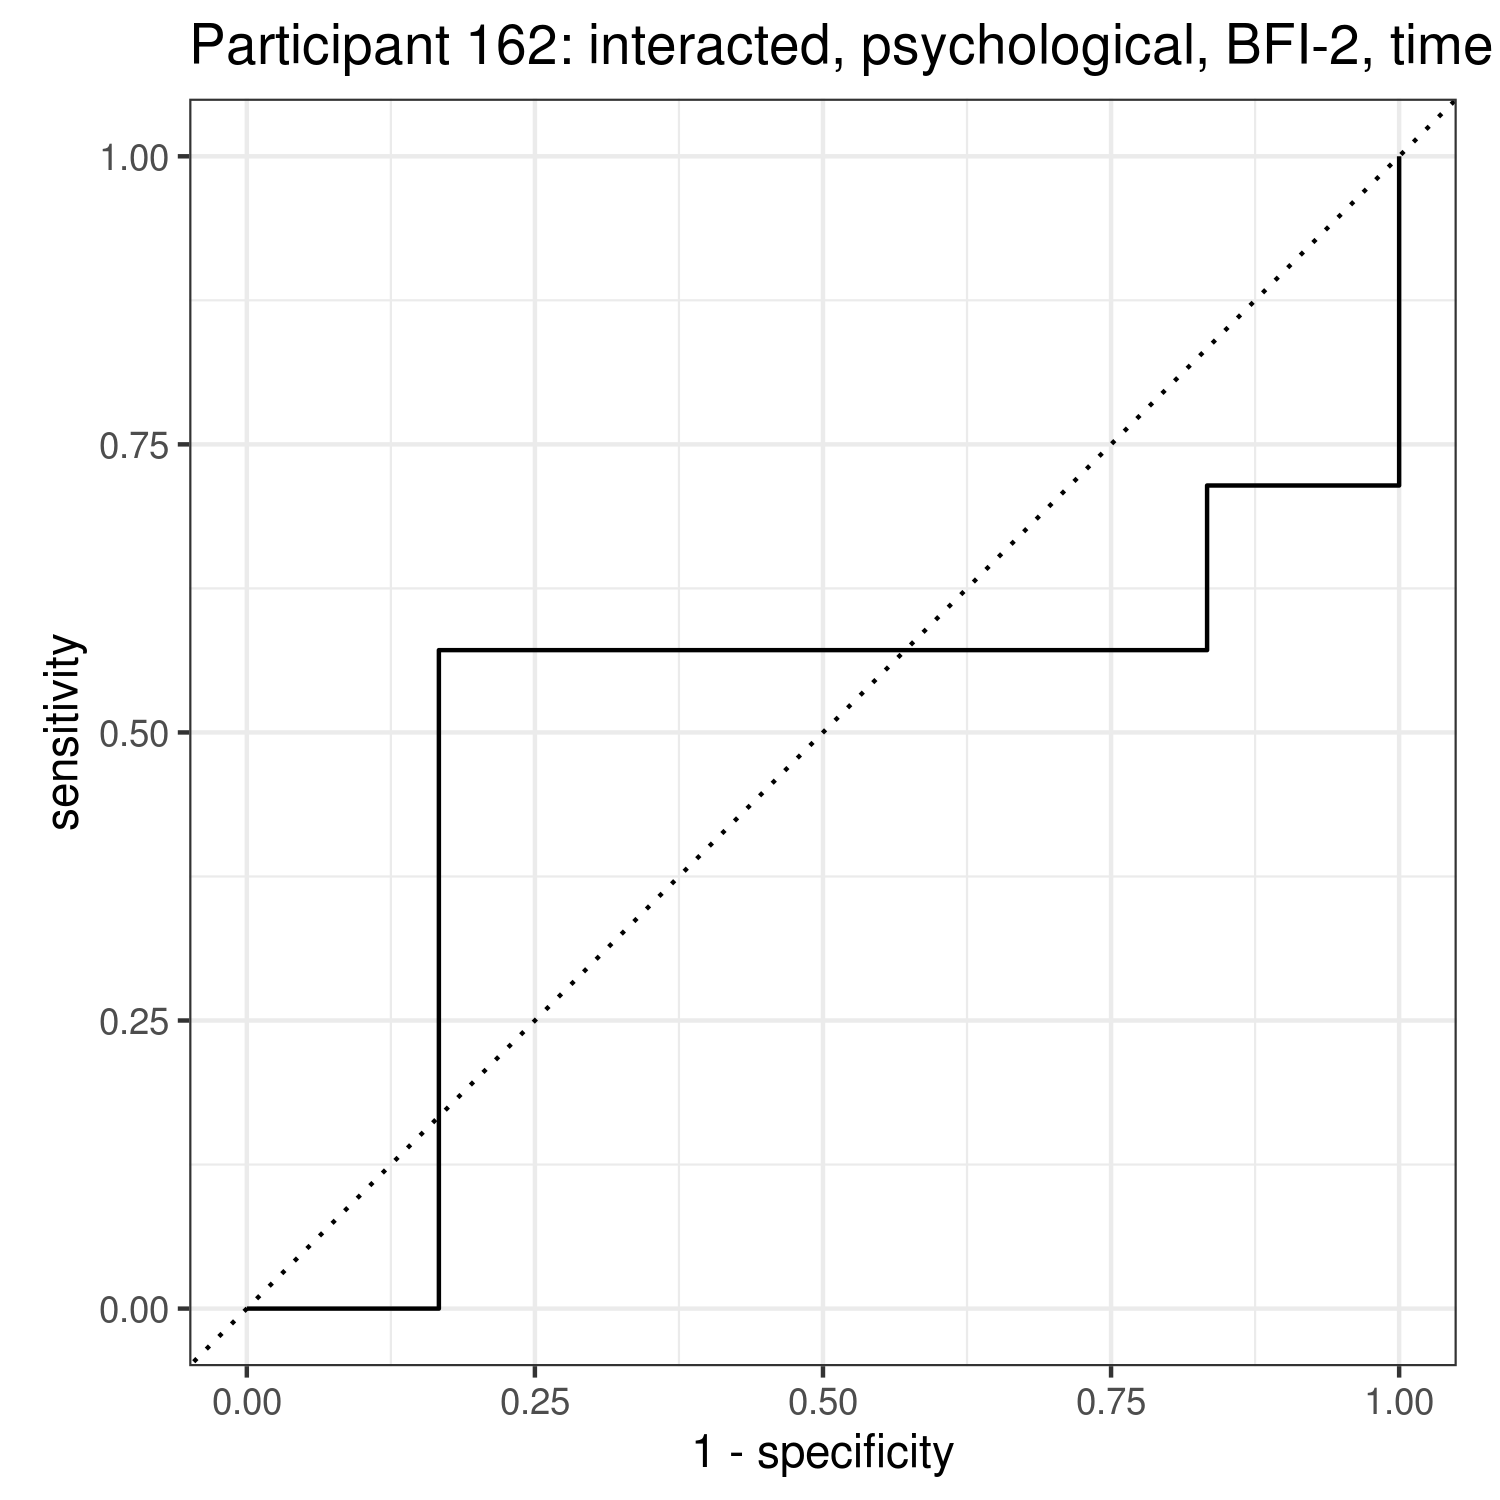 Participant 162: interacted, psychological, BFI-2, time
1.00
0.75
0.50
0.25
0.00
sensitivity
0.00 0.25 0.50 0.75 1.00
1 - specificity